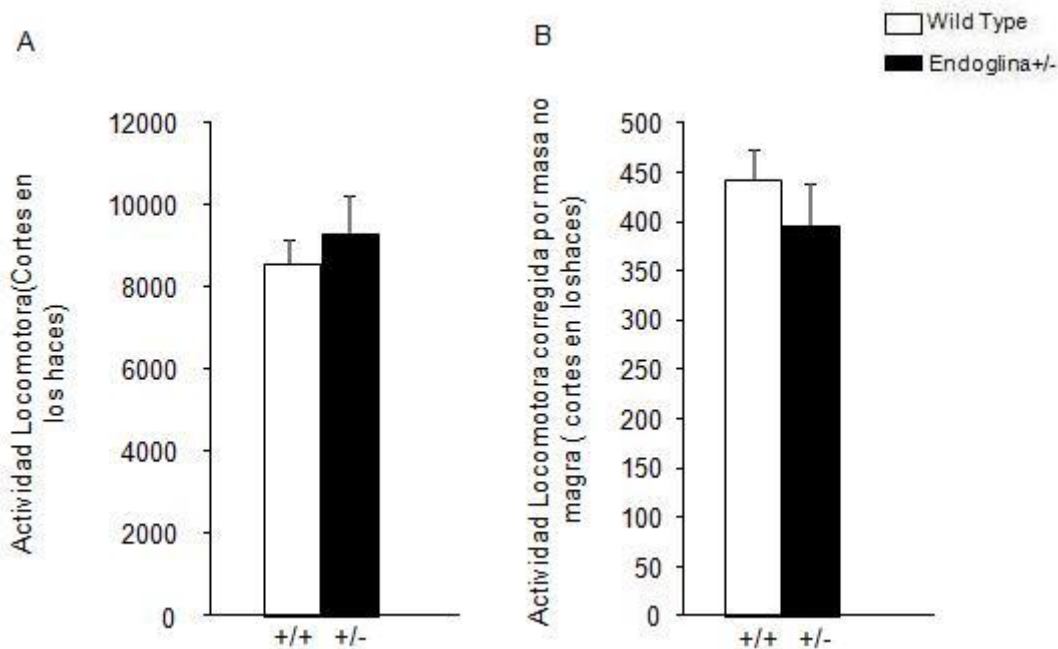 A
B
Wild Type
Endoglina+/-
Actividad Locomotora(Cortes en
los haces)
12000
10000
8000
6000
4000
2000
0
+/+ +/-
Actividad Locomotora corregida por masa no
magra ( cortes en loshaces)
500
450
400
350
300
250
200
150
100
50
0
+/+ +/-